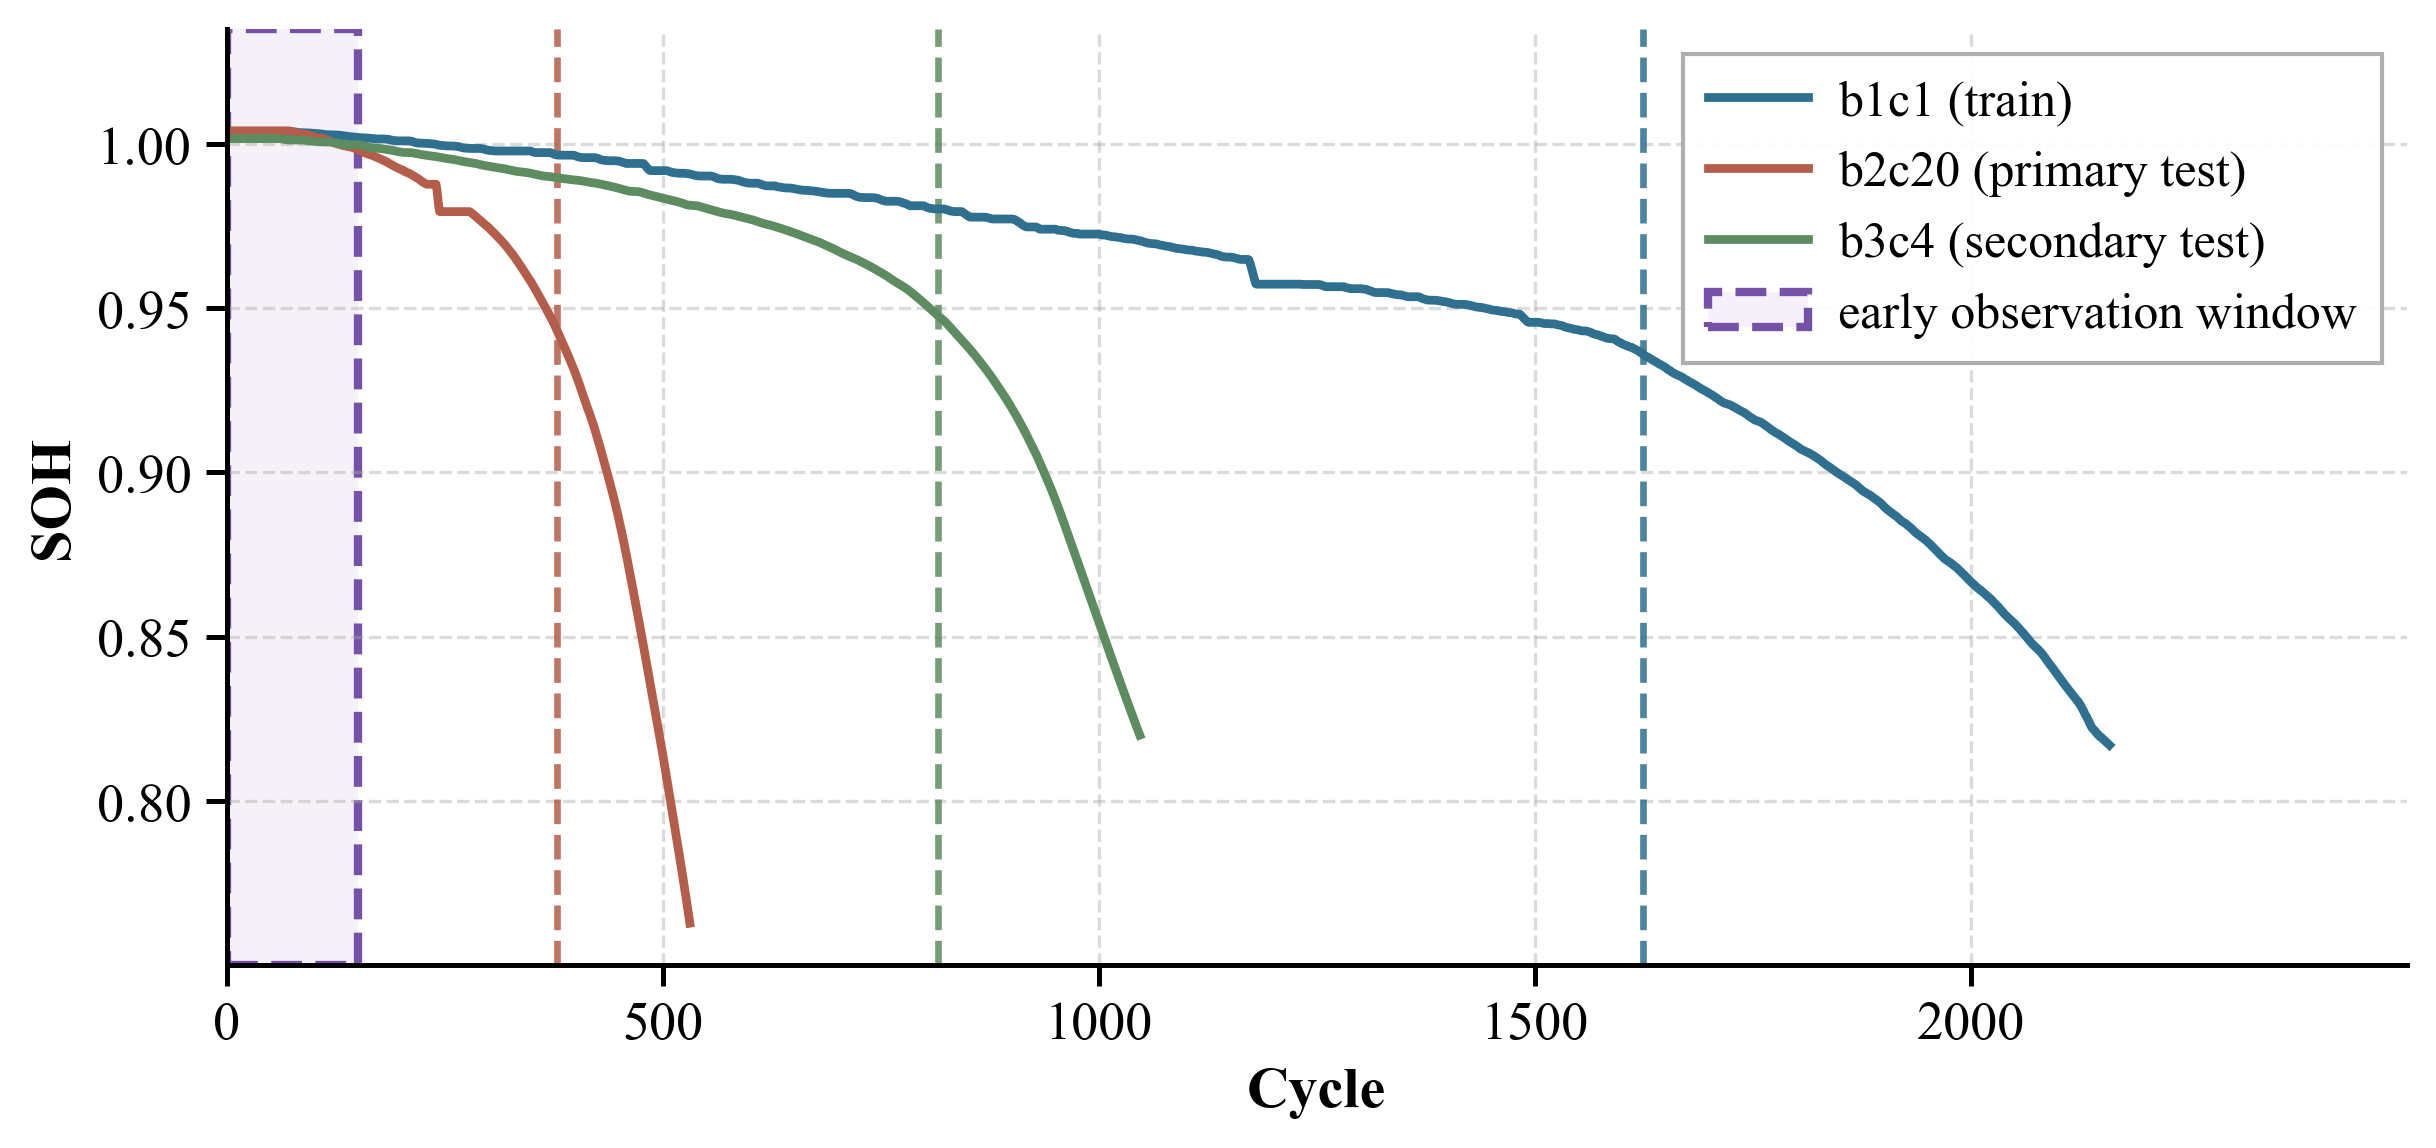 b1c1 (train)
b2c20 (primary test)
b3c4 (secondary test)
early observation window
SOH
1.00
0.95
0.90
0.85
0.80
0
500
1000
1500
2000
Cycle